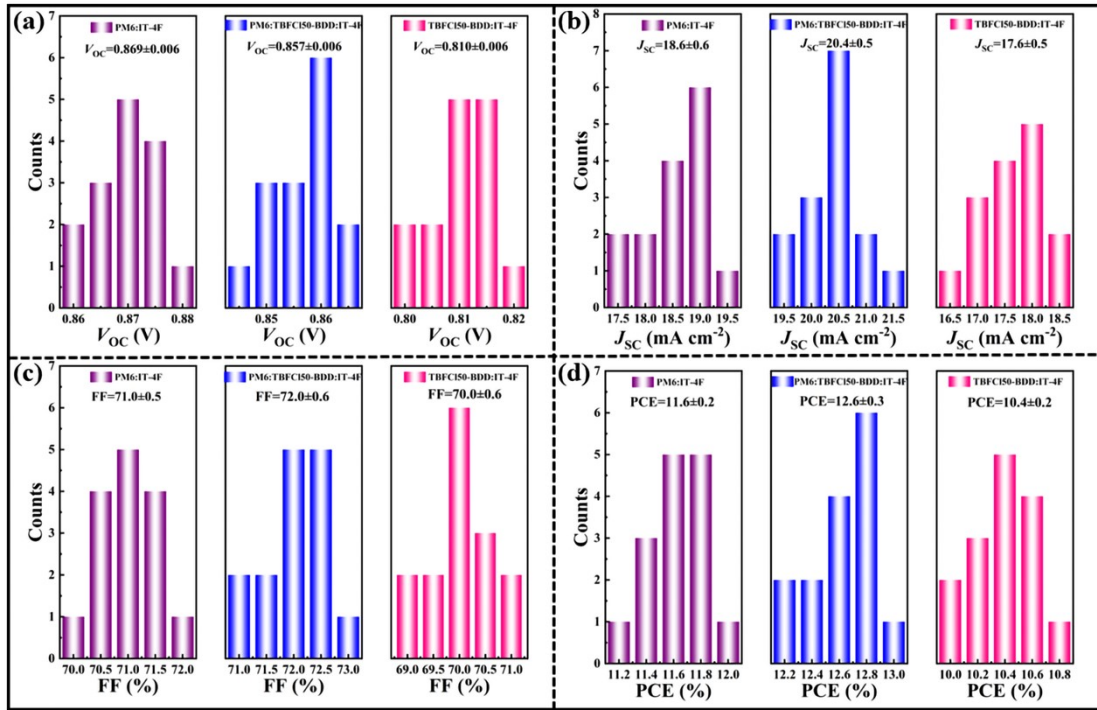 (a)
PM6:IT-4F
PM6:TBFCl50-BDD:IT-4F
TBFCl50-BDD:IT-4F
VOC=0.869±0.006
VOC=0.857±0.006
VOC=0.810±0.006
Counts
7
6
5
4
3
2
1
0
0.86 0.87 0.88
0.85 0.86
0.80 0.81 0.82
VOC (V)
VOC (V)
VOC (V)
(b)
PM6:IT-4F
PM6:TBFCl50-BDD:IT-4F
TBFCl50-BDD:IT-4F
JSC=18.6±0.6
JSC=20.4±0.5
JSC=17.6±0.5
Counts
8
7
6
5
4
3
2
1
0
17.5 18.0 18.5 19.0 19.5
19.5 20.0 20.5 21.0 21.5
16.5 17.0 17.5 18.0 18.5
JSC (mA cm-2)
JSC (mA cm-2)
JSC (mA cm-2)
(c)
PM6:IT-4F
PM6:TBFCl50-BDD:IT-4F
TBFCl50-BDD:IT-4F
FF=71.0±0.5
FF=72.0±0.6
FF=70.0±0.6
Counts
7
6
5
4
3
2
1
0
70.0 70.5 71.0 71.5 72.0
71.0 71.5 72.0 72.5 73.0
69.0 69.5 70.0 70.5 71.0
FF (%)
FF (%)
FF (%)
(d)
PM6:IT-4F
PM6:TBFCl50-BDD:IT-4F
TBFCl50-BDD:IT-4F
PCE=11.6±0.2
PCE=12.6±0.3
PCE=10.4±0.2
Counts
7
6
5
4
3
2
1
0
11.2 11.4 11.6 11.8 12.0
12.2 12.4 12.6 12.8 13.0
10.0 10.2 10.4 10.6 10.8
PCE (%)
PCE (%)
PCE (%)